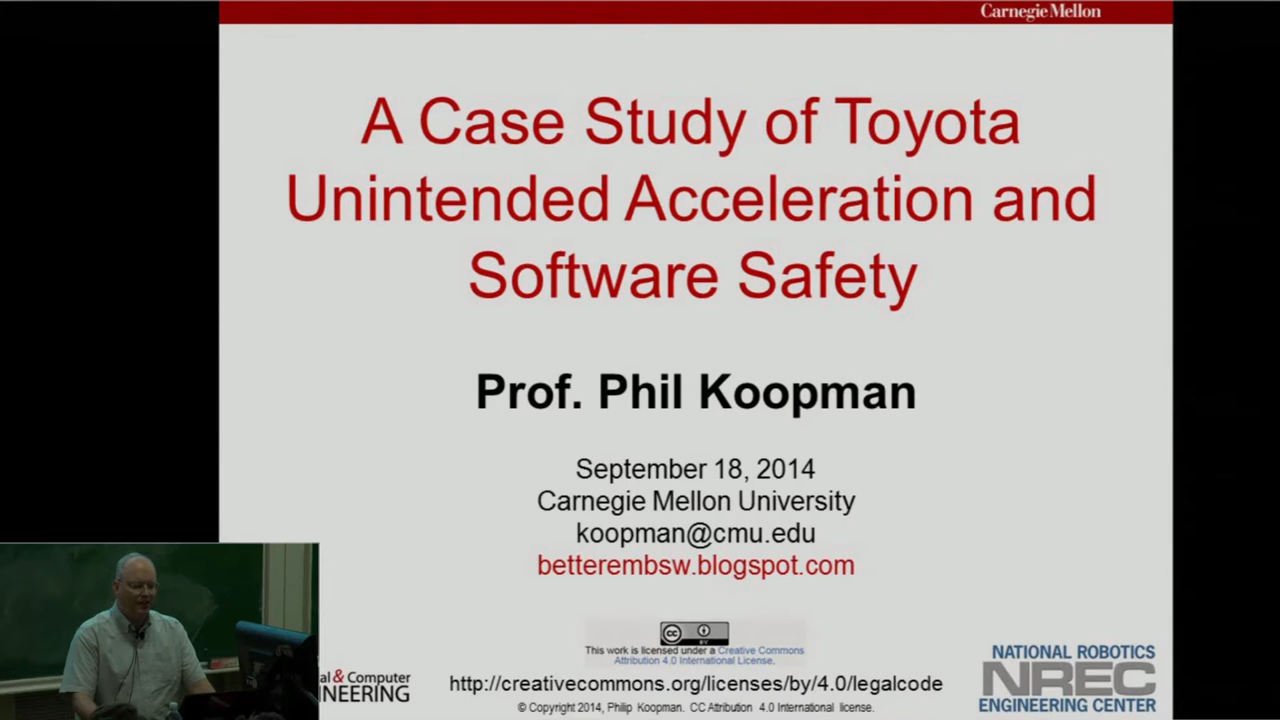 Carnegie Mellon
A Case Study of Toyota
Unintended Acceleration and
Software Safety
Prof. Phil Koopman
September 18, 2014
Carnegie Mellon University
koopman@cmu.edu
betterembsw.blogspot.com
cc
BY
This work is licensed under a Creative Commons
Attribution 4.0 International License.
al & Computer
INEERING
http://creativecommons.org/licenses/by/4.0/legalcode
© Copyright 2014, Philip Koopman. CC Attribution 4.0 International license.
NATIONAL ROBOTICS
NREC
ENGINEERING CENTER